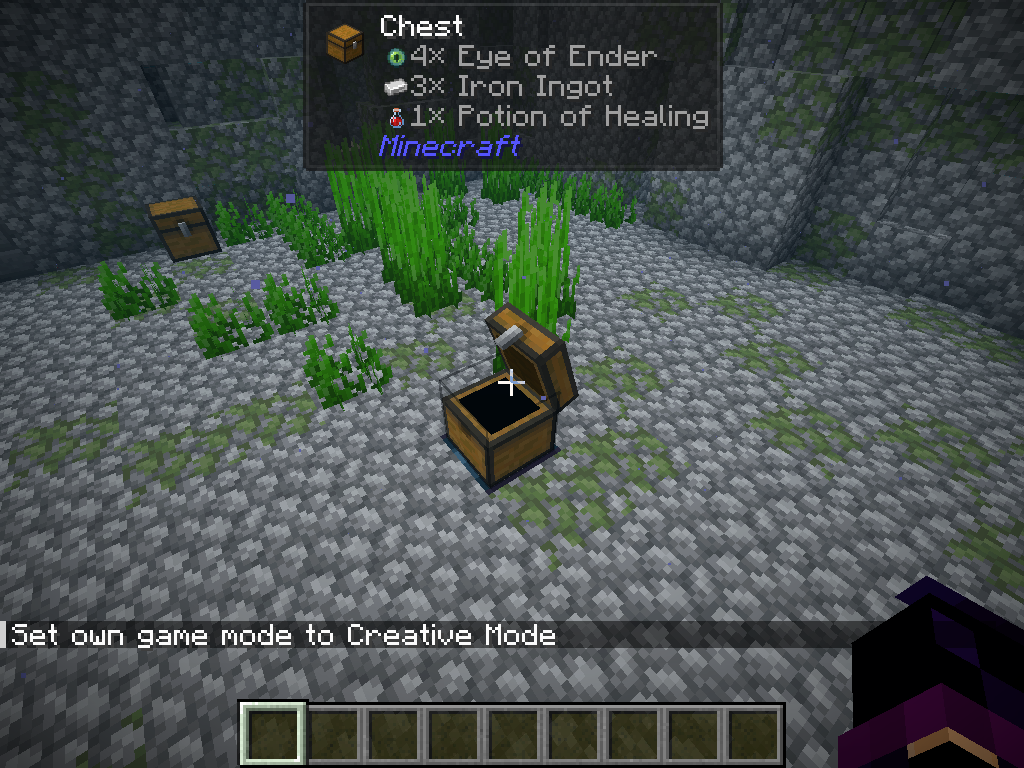 Chest
4× Eye of Ender
3× Iron Ingot
1× Potion of Healing
Minecraft
Set own game mode to Creative Mode